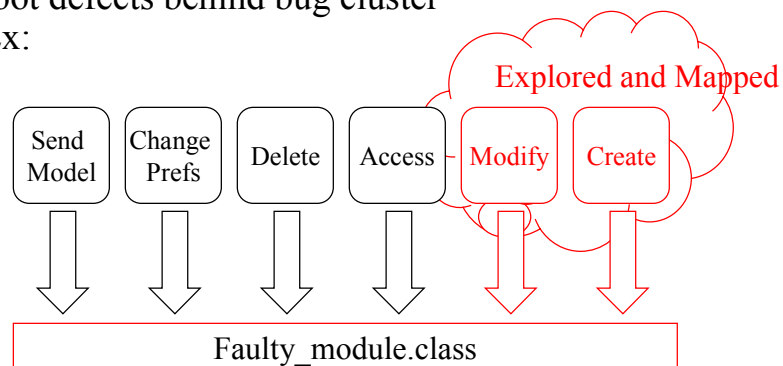 oot defects behind bug cluster
x:
Explored and Mapped
Send
Model
Change
Prefs
Delete
Access
Modify
Create
Faulty_module.class